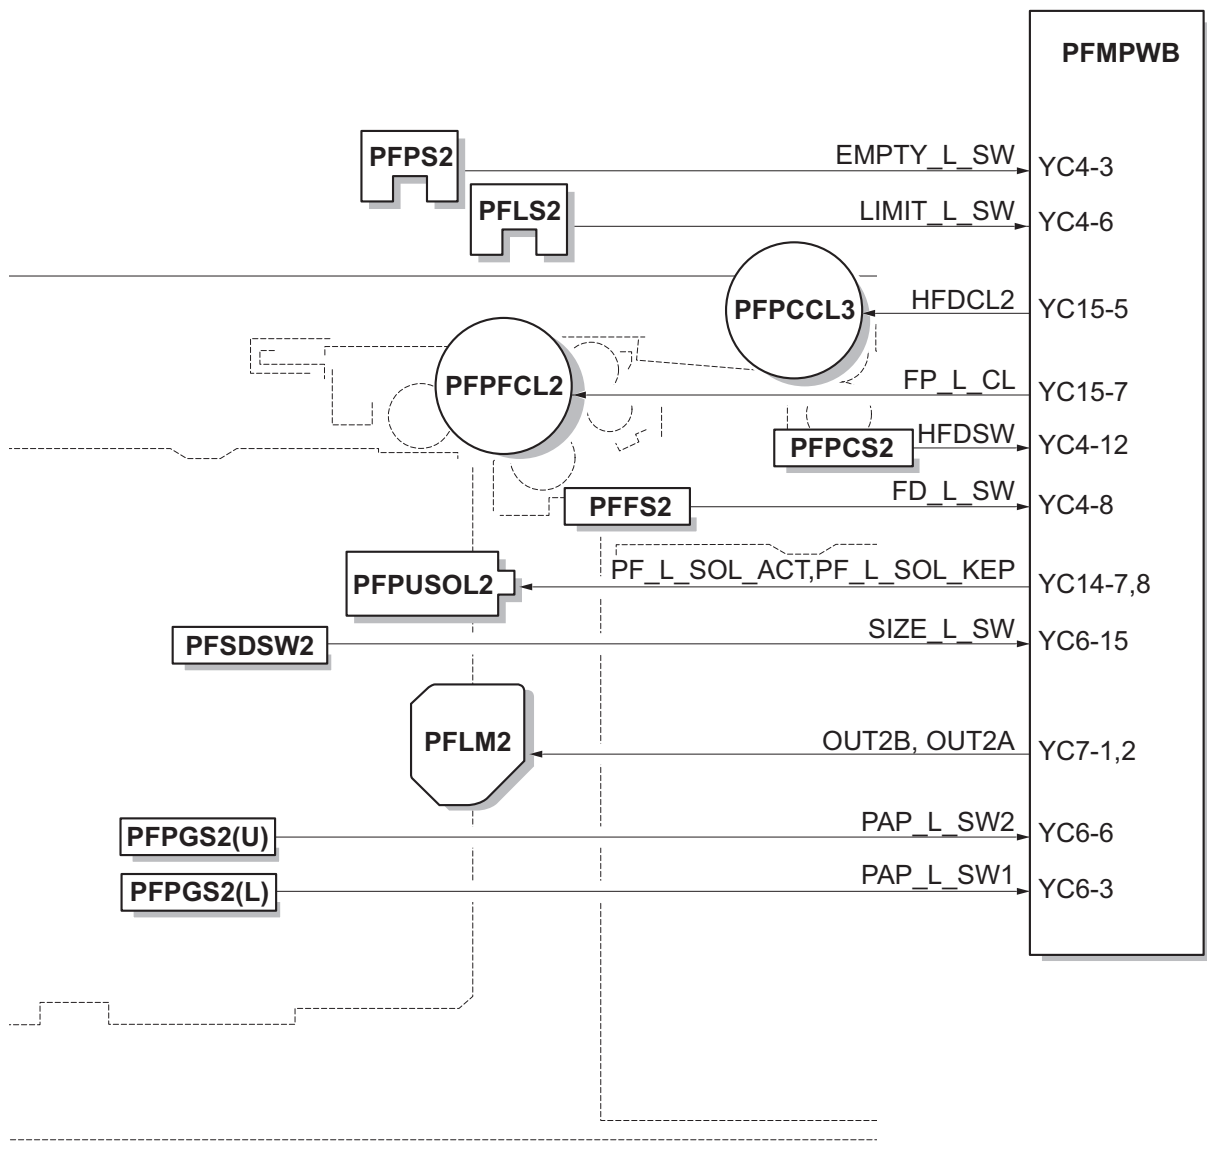 PFMPWB
PFPS2
EMPTY_L_SW
YC4-3
PFLS2
LIMIT_L_SW
YC4-6
PFPCCL3
HFDCL2
YC15-5
PFPFCL2
FP_L_CL
YC15-7
PFPCS2
HFDSW
YC4-12
PFFS2
FD_L_SW
YC4-8
PFPUSOL2
PF_L_SOL_ACT,PF_L_SOL_KEP
YC14-7,8
PFSDSW2
SIZE_L_SW
YC6-15
PFLM2
OUT2B, OUT2A
YC7-1,2
PFPGS2(U)
PAP_L_SW2
YC6-6
PFPGS2(L)
PAP_L_SW1
YC6-3